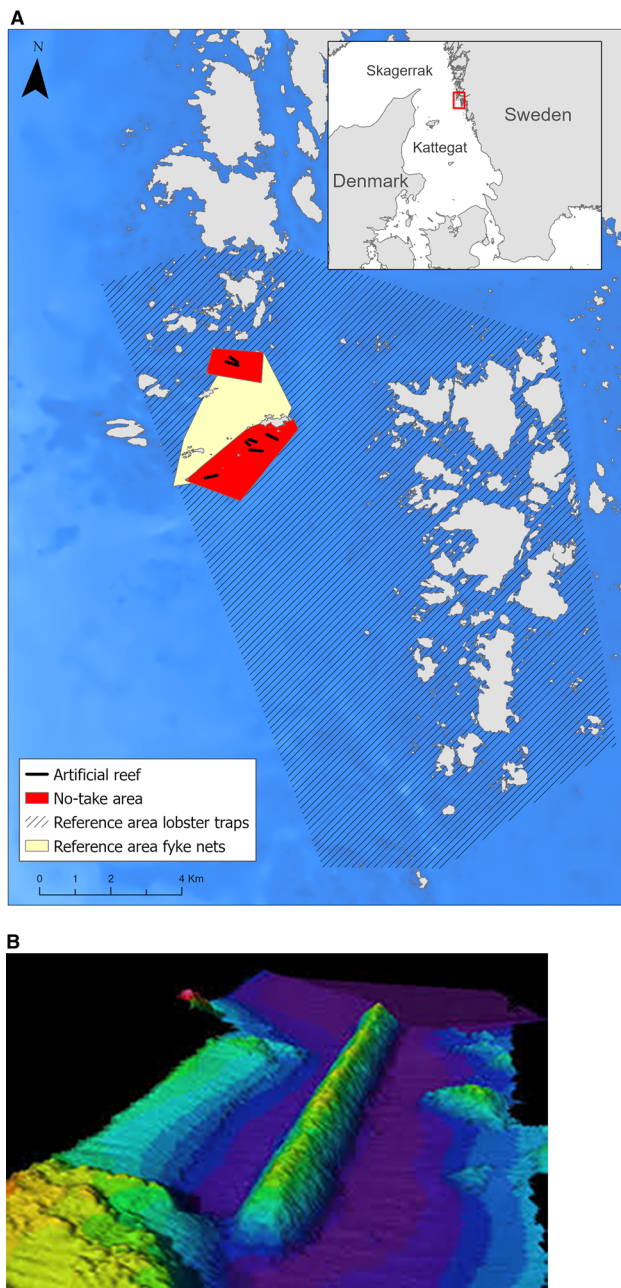 A
N
Skagerrak
Sweden
Kattegat
Denmark
Artificial reef
No-take area
Reference area lobster traps
Reference area fyke nets
0 1 2 4 Km
B